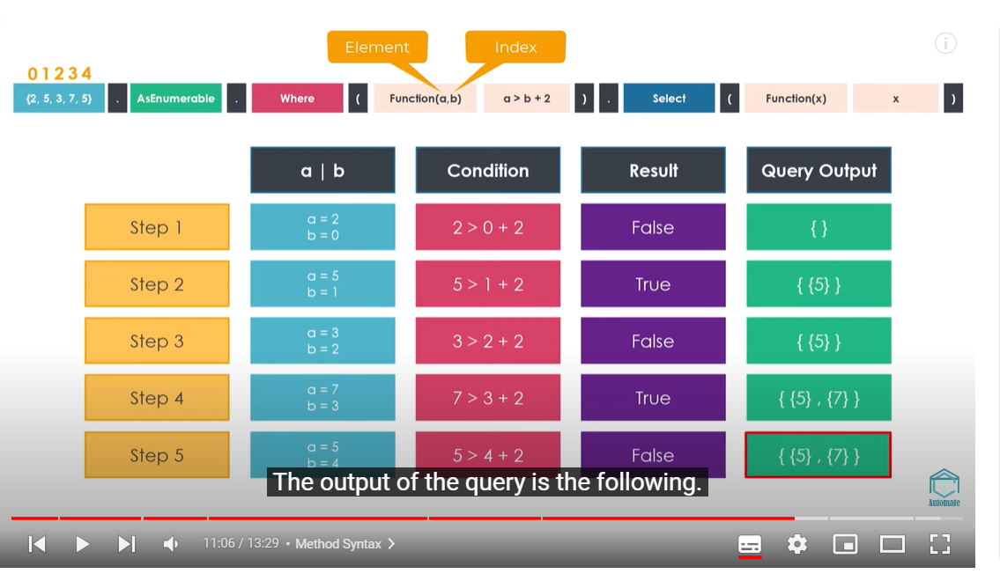 Element Index
0 1 2 3 4
{2, 5, 3, 7, 5} . AsEnumerable . Where ( Function(a,b) a > b + 2 ) . Select ( Function(x) x )
a | b Condition Result Query Output
Step 1
a = 2
b = 0
2 > 0 + 2 False { }
Step 2
a = 5
b = 1
5 > 1 + 2 True { {5} }
Step 3
a = 3
b = 2
3 > 2 + 2 False { {5} }
Step 4
a = 7
b = 3
7 > 3 + 2 True { {5} , {7} }
Step 5
a = 5
b = 4
5 > 4 + 2 False { {5} , {7} }
The output of the query is the following.
Automate
11:06 / 13:29 • Method Syntax